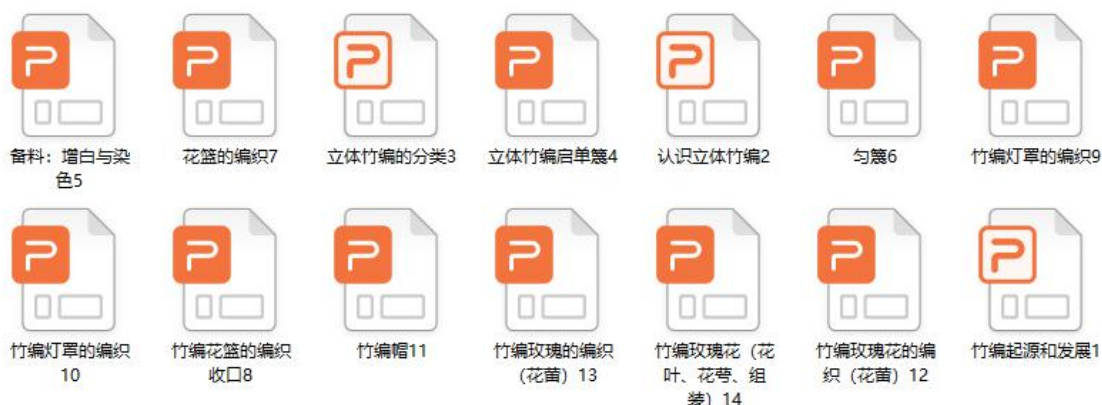 备料：增白与染
色5
花篮的编织7
立体竹编的分类3
立体竹编启单篾4
认识立体竹编2
匀篾6
竹编灯罩的编织9
竹编灯罩的编织
10
竹编花篮的编织
收口8
竹编帽11
竹编玫瑰的编织
（花苗）13
竹编玫瑰花（花
叶、花萼、组
装）14
竹编玫瑰花的编
织（花苗）12
竹编起源和发展1